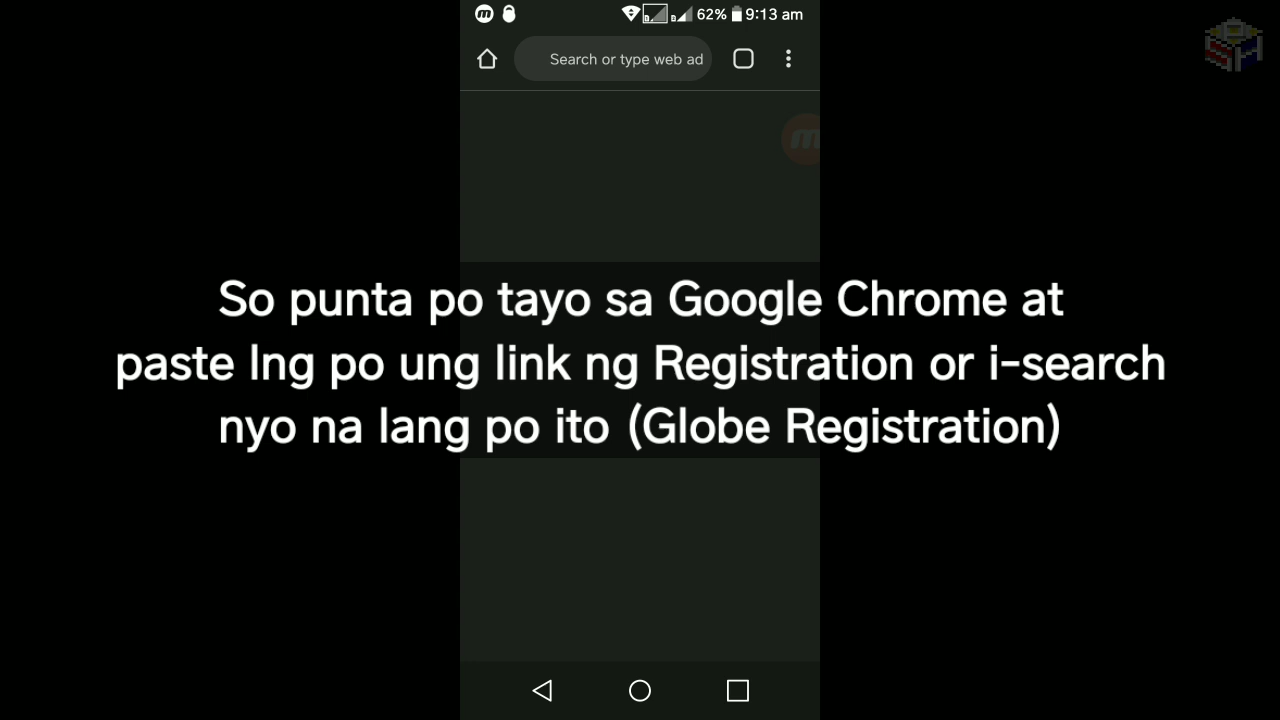 62% 9:13 am
Search or type web ad
So punta po tayo sa Google Chrome at
paste lng po ung link ng Registration or i-search
nyo na lang po ito (Globe Registration)